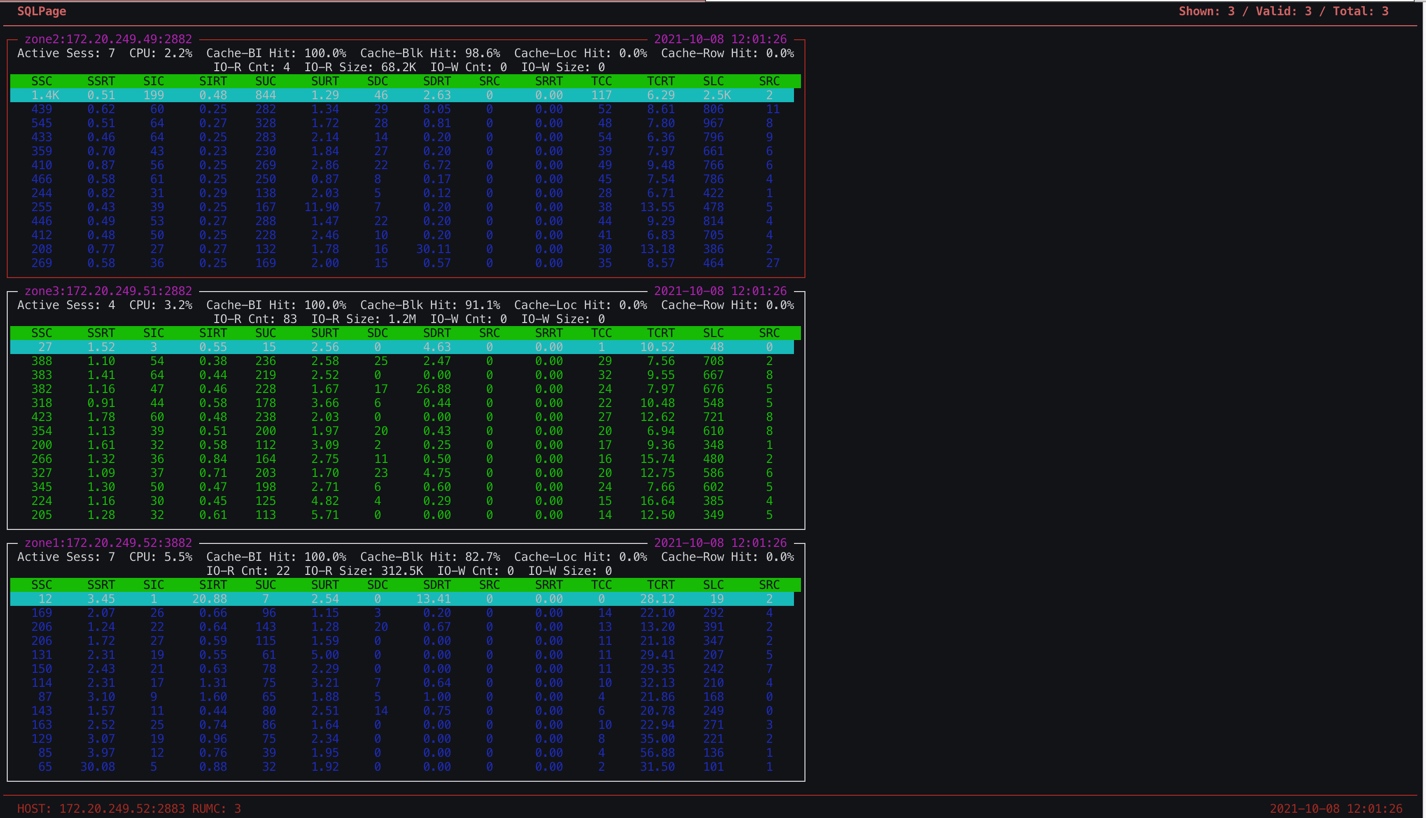 SQLPage Shown: 3 / Valid: 3 / Total: 3
zone2:172.20.249.49:2882 2021-10-08 12:01:26
Active Sess: 7 CPU: 2.2% Cache-BI Hit: 100.0% Cache-Blk Hit: 98.6% Cache-Loc Hit: 0.0% Cache-Row Hit: 0.0%
IO-R Cnt: 4 IO-R Size: 68.2K IO-W Cnt: 0 IO-W Size: 0
SSC SSRT SIC SIRT SUC SURT SDC SDRT SRC SRRT TCC TCRT SLC SRC
1.4K 0.51 199 0.48 844 1.29 46 2.63 0 0.00 117 6.29 2.5K 2
439 0.62 60 0.25 282 1.34 29 8.05 0 0.00 52 8.61 806 11
545 0.51 64 0.27 328 1.72 28 0.81 0 0.00 48 7.80 967 8
433 0.46 64 0.25 283 2.14 14 0.20 0 0.00 54 6.36 796 9
359 0.70 43 0.23 230 1.84 27 0.20 0 0.00 39 7.97 661 6
410 0.87 56 0.25 269 2.86 22 6.72 0 0.00 49 9.48 766 6
466 0.58 61 0.25 250 0.87 8 0.17 0 0.00 45 7.54 786 4
244 0.82 31 0.29 138 2.03 5 0.12 0 0.00 28 6.71 422 1
255 0.43 39 0.25 167 11.90 7 0.20 0 0.00 38 13.55 478 5
446 0.49 53 0.27 288 1.47 22 0.20 0 0.00 44 9.29 814 4
412 0.48 50 0.25 228 2.46 10 0.20 0 0.00 41 6.83 705 4
208 0.77 27 0.27 132 1.78 16 30.11 0 0.00 30 13.18 386 2
269 0.58 36 0.25 169 2.00 15 0.57 0 0.00 35 8.57 464 27
zone3:172.20.249.51:2882 2021-10-08 12:01:26
Active Sess: 4 CPU: 3.2% Cache-BI Hit: 100.0% Cache-Blk Hit: 91.1% Cache-Loc Hit: 0.0% Cache-Row Hit: 0.0%
IO-R Cnt: 83 IO-R Size: 1.2M IO-W Cnt: 0 IO-W Size: 0
SSC SSRT SIC SIRT SUC SURT SDC SDRT SRC SRRT TCC TCRT SLC SRC
27 1.52 3 0.55 15 2.56 0 4.63 0 0.00 1 10.52 48 0
388 1.10 54 0.38 236 2.58 25 2.47 0 0.00 29 7.56 708 2
383 1.41 64 0.44 219 2.52 0 0.00 0 0.00 32 9.55 667 8
382 1.16 47 0.46 228 1.67 17 26.88 0 0.00 24 7.97 676 5
318 0.91 44 0.58 178 3.66 6 0.44 0 0.00 22 10.48 548 5
423 1.78 60 0.48 238 2.03 0 0.00 0 0.00 27 12.62 721 8
354 1.13 39 0.51 200 1.97 20 0.43 0 0.00 20 6.94 610 8
200 1.61 32 0.58 112 3.09 2 0.25 0 0.00 17 9.36 348 1
266 1.32 36 0.84 164 2.75 11 0.50 0 0.00 16 15.74 480 2
327 1.09 37 0.71 203 1.70 23 4.75 0 0.00 20 12.75 586 6
345 1.30 50 0.47 198 2.71 6 0.60 0 0.00 24 7.66 602 5
224 1.16 30 0.45 125 4.82 4 0.29 0 0.00 15 16.64 385 4
205 1.28 32 0.61 113 5.71 0 0.00 0 0.00 14 12.50 349 5
zone1:172.20.249.52:3882 2021-10-08 12:01:26
Active Sess: 7 CPU: 5.5% Cache-BI Hit: 100.0% Cache-Blk Hit: 82.7% Cache-Loc Hit: 0.0% Cache-Row Hit: 0.0%
IO-R Cnt: 22 IO-R Size: 312.5K IO-W Cnt: 0 IO-W Size: 0
SSC SSRT SIC SIRT SUC SURT SDC SDRT SRC SRRT TCC TCRT SLC SRC
12 3.45 1 20.88 7 2.54 0 13.41 0 0.00 0 28.12 19 2
169 2.07 26 0.66 96 1.15 3 0.20 0 0.00 14 22.10 292 4
206 1.24 22 0.64 143 1.28 20 0.67 0 0.00 13 13.20 391 2
206 1.72 27 0.59 115 1.59 0 0.00 0 0.00 11 21.18 347 2
131 2.31 19 0.55 61 5.00 0 0.00 0 0.00 11 29.41 207 5
150 2.43 21 0.63 78 2.29 0 0.00 0 0.00 11 29.35 242 7
114 2.31 17 1.31 75 3.21 7 0.64 0 0.00 10 32.13 210 4
87 3.10 9 1.60 65 1.88 5 1.00 0 0.00 4 21.86 168 0
143 1.57 11 0.44 80 2.51 14 0.75 0 0.00 6 20.78 249 0
163 2.52 25 0.74 86 1.64 0 0.00 0 0.00 10 22.94 271 3
129 3.07 19 0.96 75 2.34 0 0.00 0 0.00 8 35.00 221 2
85 3.97 12 0.76 39 1.95 0 0.00 0 0.00 4 56.88 136 1
65 30.08 5 0.88 32 1.92 0 0.00 0 0.00 2 31.50 101 1
HOST: 172.20.249.52:2883 RUMC: 3 2021-10-08 12:01:26